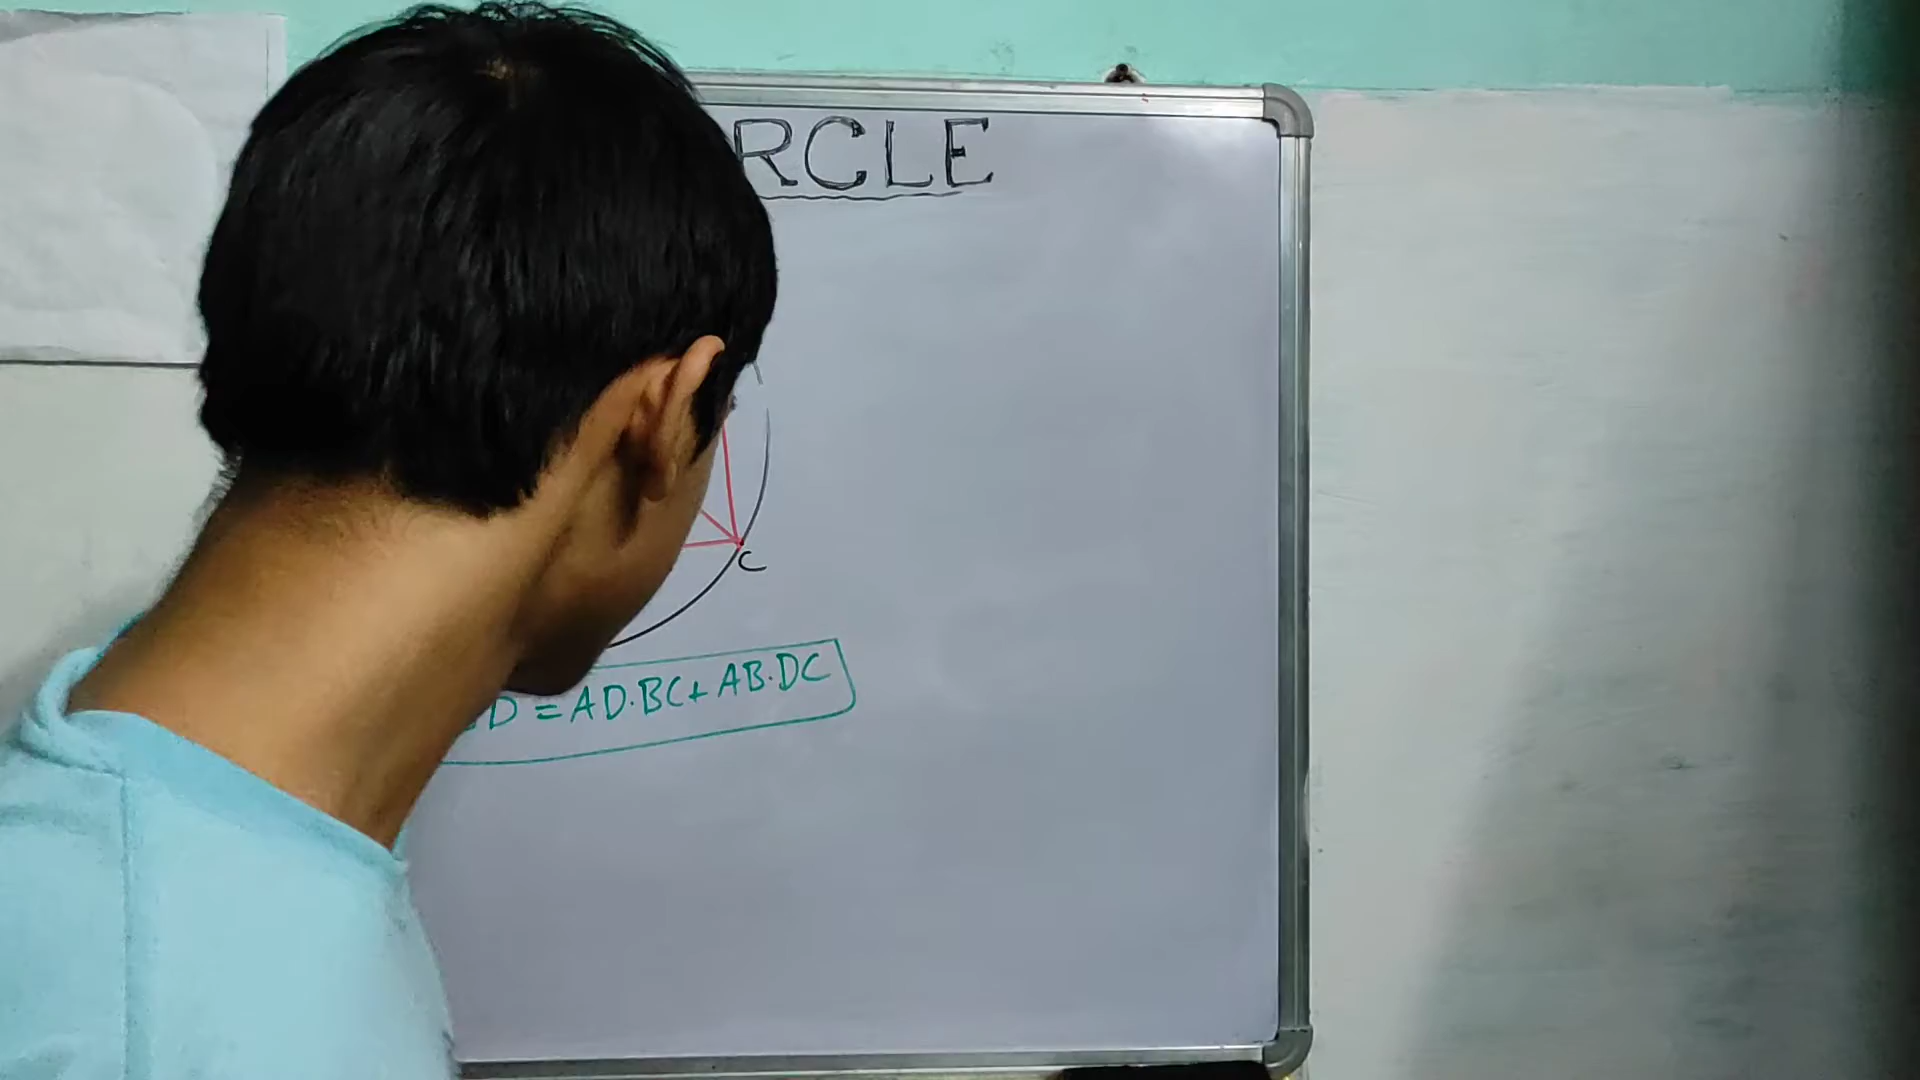 RCLE
C
D = AD.BC + AB.DC